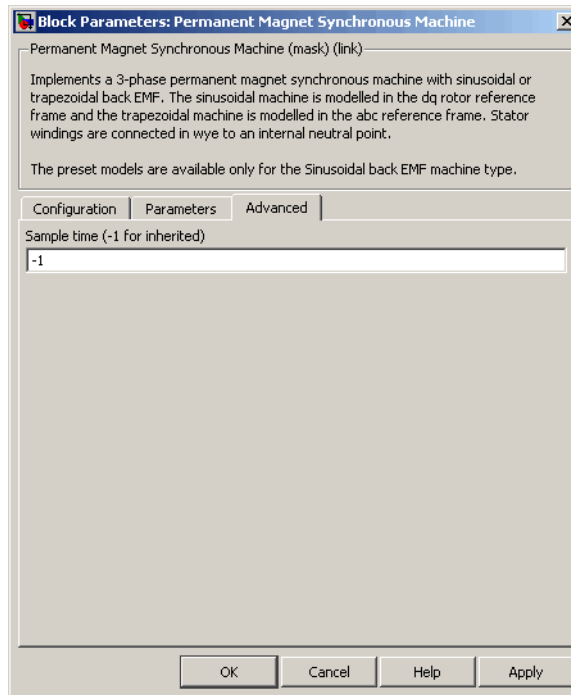 Block Parameters: Permanent Magnet Synchronous Machine
Permanent Magnet Synchronous Machine (mask) (link)
Implements a 3-phase permanent magnet synchronous machine with sinusoidal or
trapezoidal back EMF. The sinusoidal machine is modelled in the dq rotor reference
frame and the trapezoidal machine is modelled in the abc reference frame. Stator
windings are connected in wye to an internal neutral point.
The preset models are available only for the Sinusoidal back EMF machine type.
Configuration Parameters Advanced
Sample time (-1 for inherited)
-1
OK Cancel Help Apply